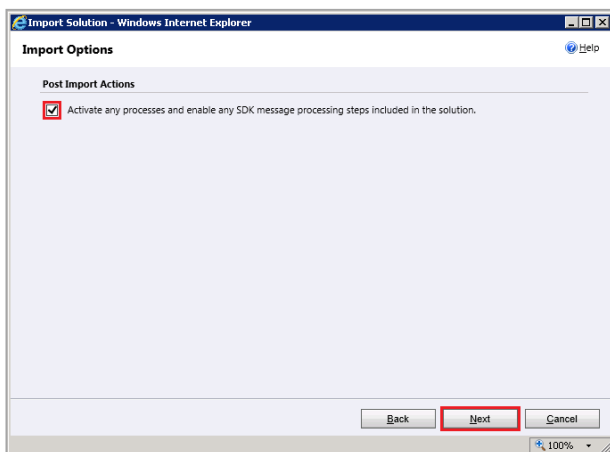 Import Solution - Windows Internet Explorer
Import Options
Help
Post Import Actions
Activate any processes and enable any SDK message processing steps included in the solution.
Back Next Cancel
100%